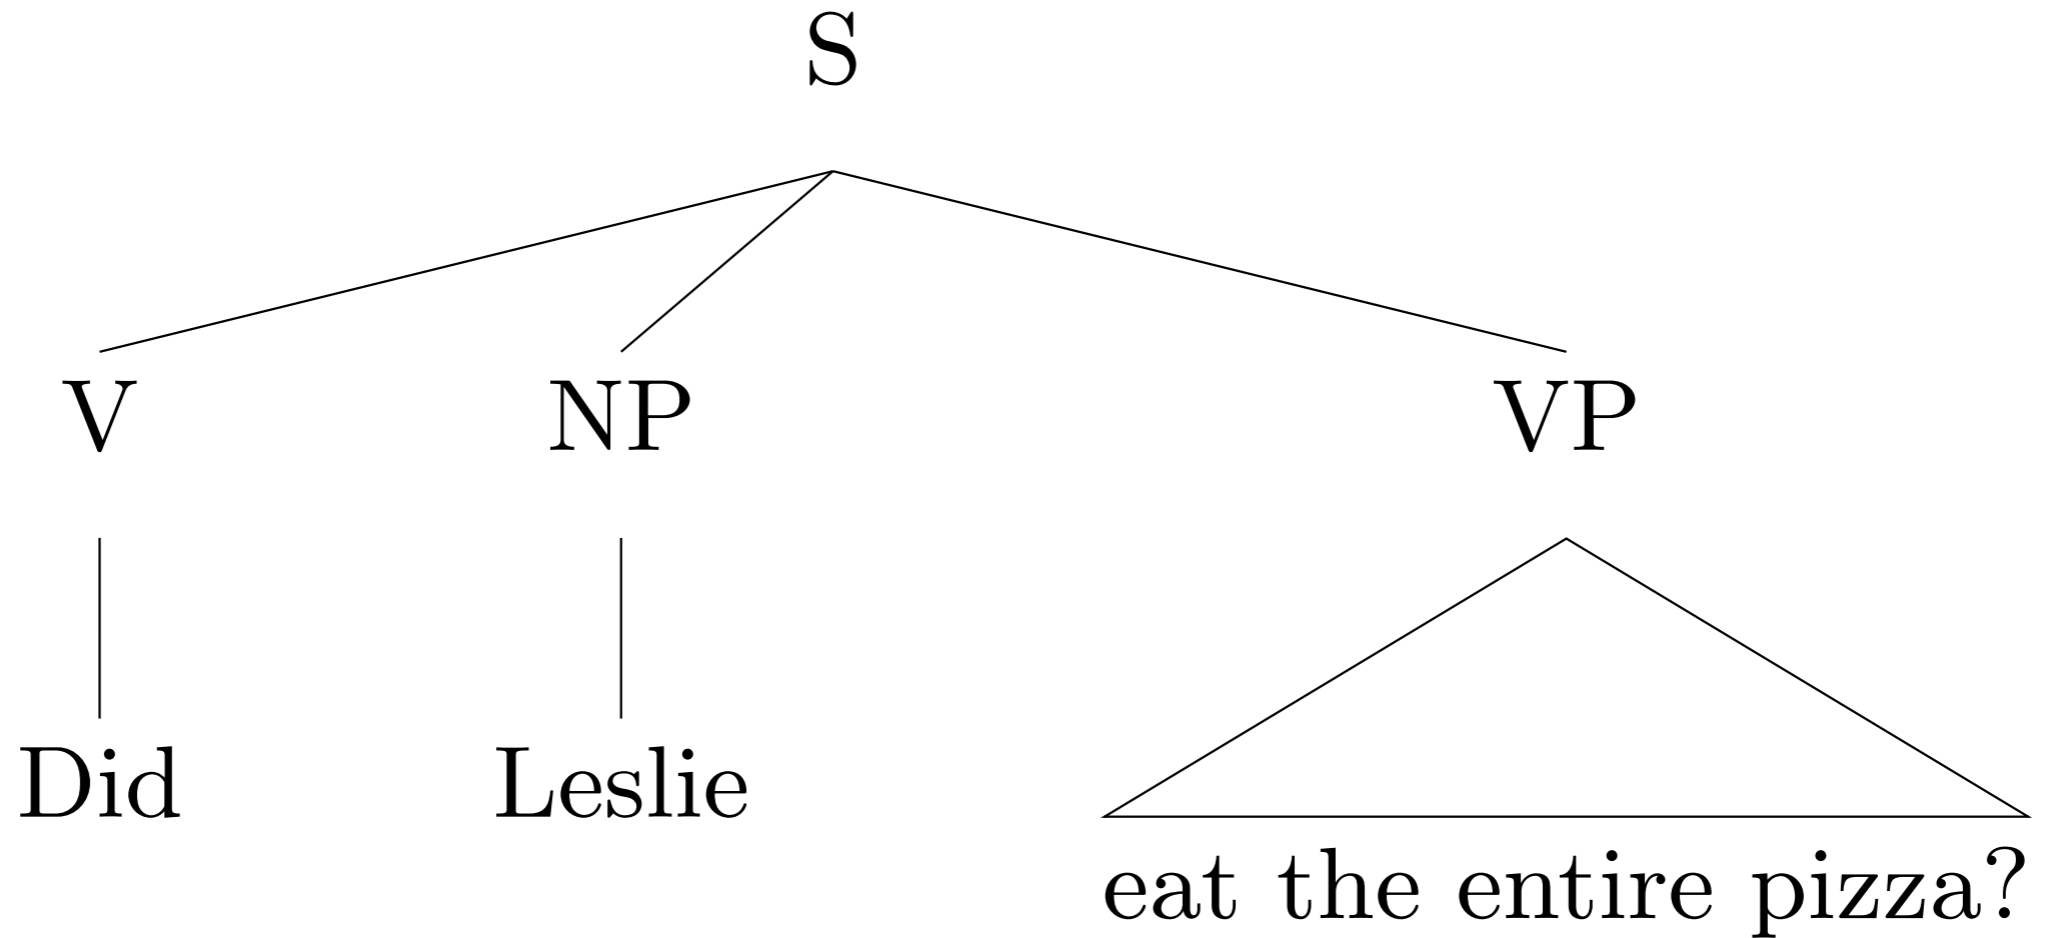 S
V NP VP
Did Leslie
eat the entire pizza?